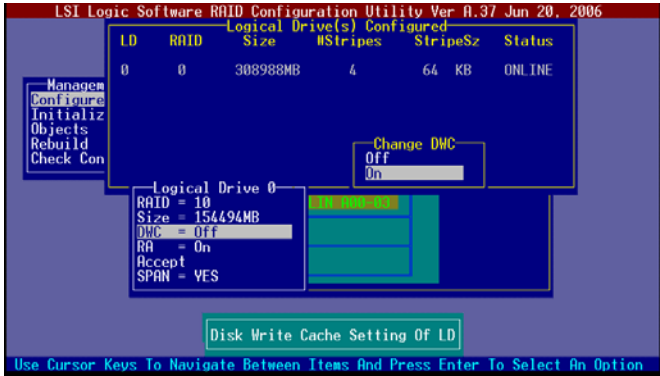 LSI Logic Software RAID Configuration Utility Ver A.37 Jun 20, 2006
Logical Drive(s) Configured
LD RAID Size #Stripes StripeSz Status
0 0 308988MB 4 64 KB ONLINE
Managem
Configure
Initializ
Objects
Rebuild
Check Con
Change DWC
Off
On
Logical Drive 0
RAID = 10
Size = 154494MB
DWC = Off
RA = On
Accept
SPAN = YES
LIN A00-03
Disk Write Cache Setting Of LD
Use Cursor Keys To Navigate Between Items And Press Enter To Select An Option